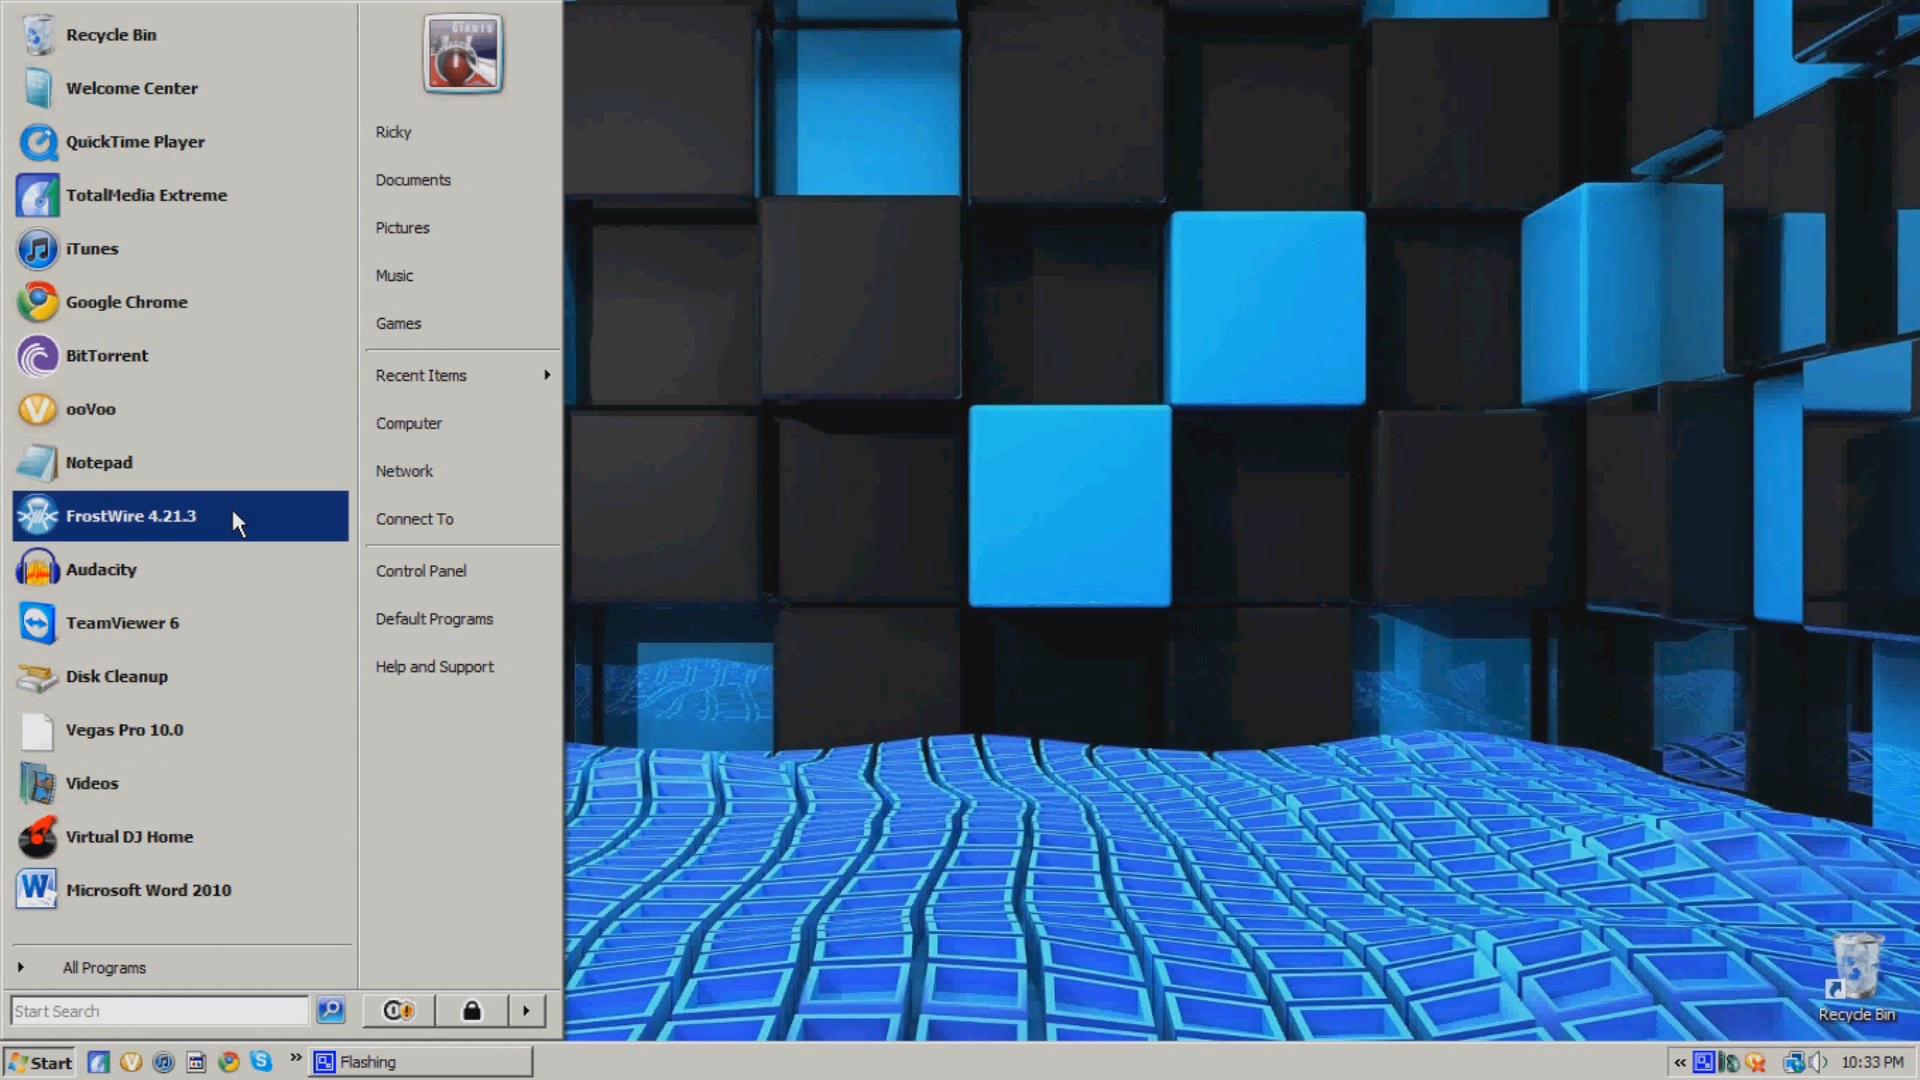 Recycle Bin
Welcome Center
QuickTime Player
TotalMedia Extreme
iTunes
Google Chrome
BitTorrent
ooVoo
Notepad
FrostWire 4.21.3
Audacity
TeamViewer 6
Disk Cleanup
Vegas Pro 10.0
Videos
Virtual DJ Home
Microsoft Word 2010
All Programs
Start Search
GIANTS
Ricky
Documents
Pictures
Music
Games
Recent Items
Computer
Network
Connect To
Control Panel
Default Programs
Help and Support
Recycle Bin
Start
Flashing
10:33 PM